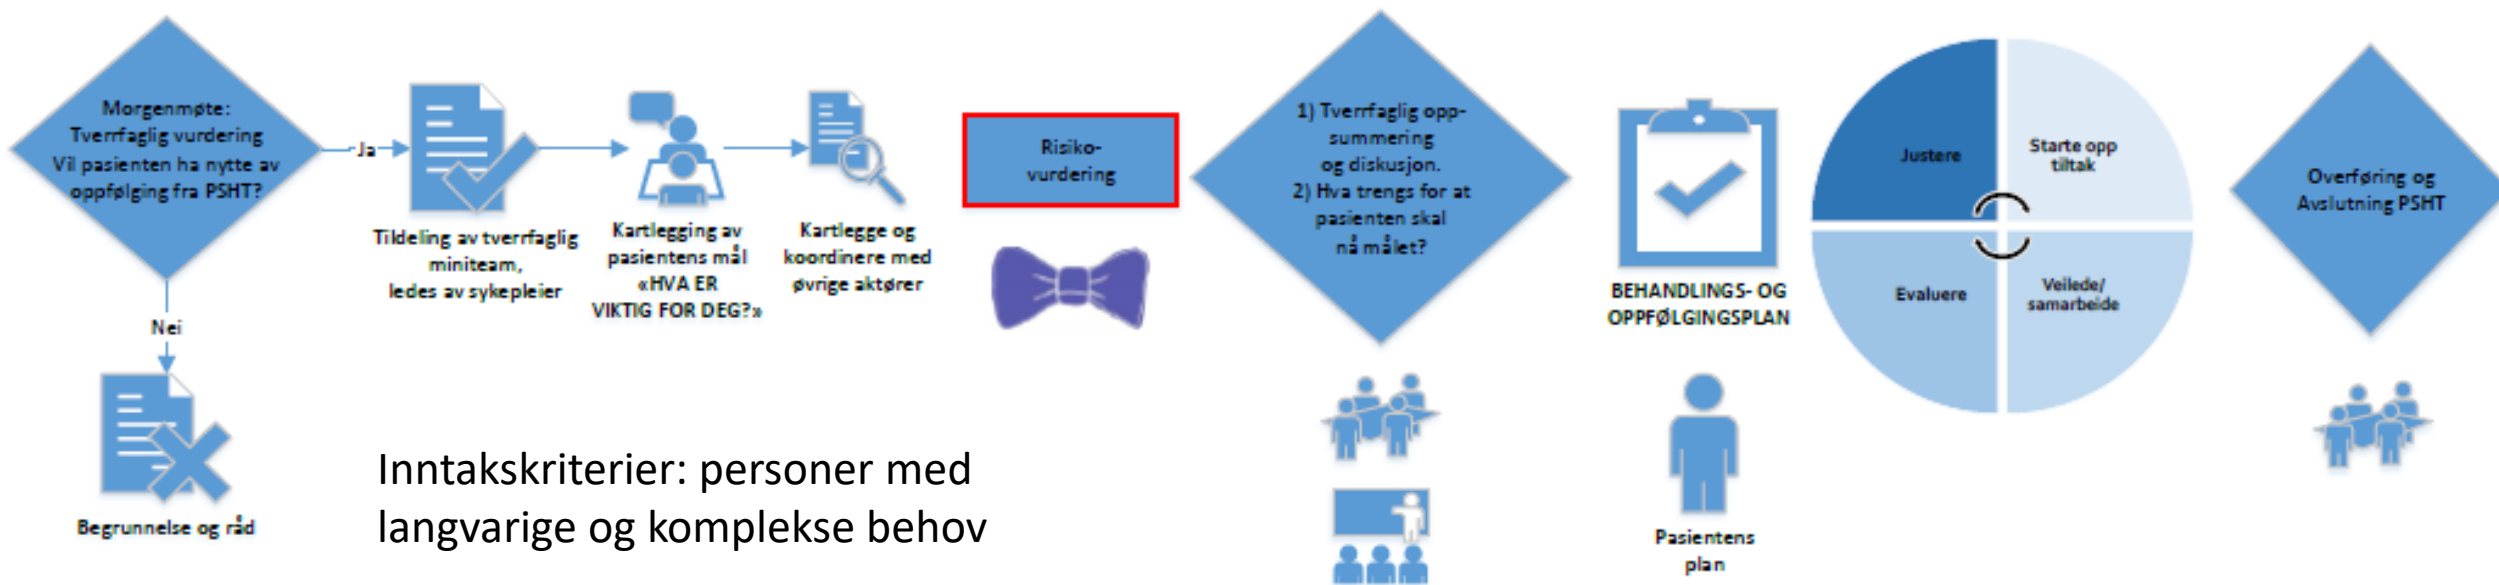 Morgenmøte:
Tverrfaglig vurdering
Vil pasienten ha nytte av
oppfølging fra PSHT?
Ja
Nei
Begrunnelse og råd
Tildeling av tverrfaglig
miniteam,
ledes av sykepleier
Kartlegging av
pasientens mål
«HVA ER
VIKTIG FOR DEG?»
Kartlegge og
koordinere med
øvrige aktører
Risiko-
vurdering
1) Tverrfaglig opp-
summering
og diskusjon.
2) Hva trengs for at
pasienten skal
nå målet?
BEHANDLINGS- OG
OPPFØLGINGSPLAN
Pasientens
plan
Justere
Starte opp
tiltak
Evaluere
Veilede/
samarbeide
Overføring og
Avslutning PSHT
Inntakskriterier: personer med
langvarige og komplekse behov